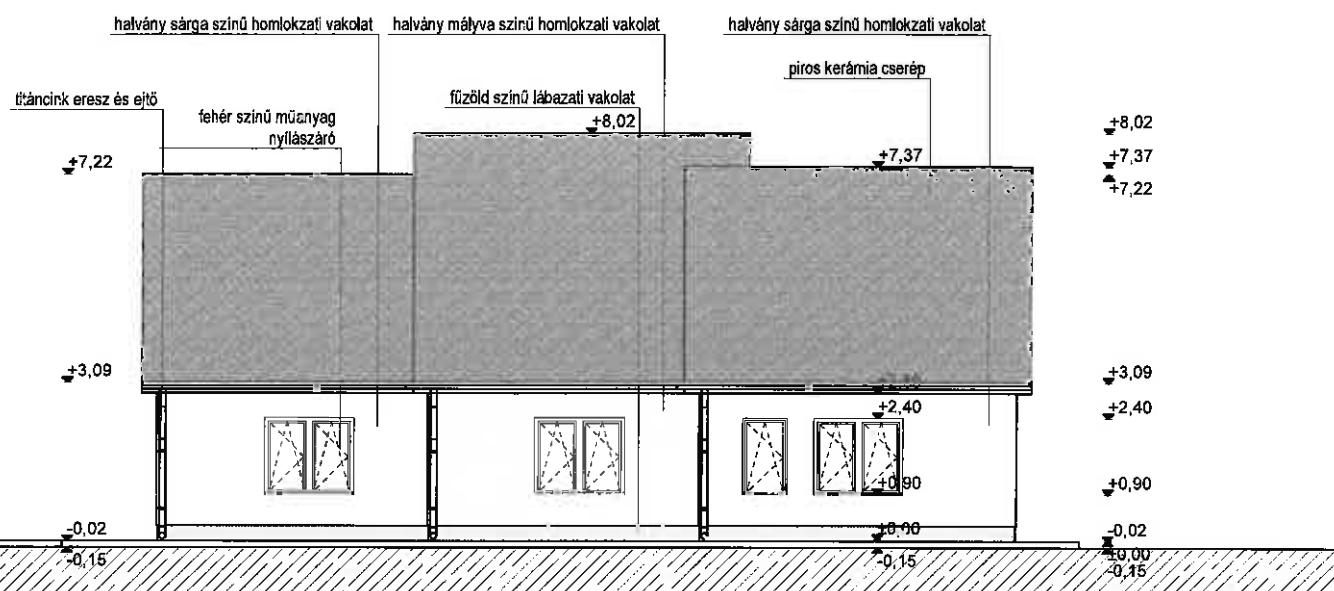 halvány sárga színű homlokzati vakolat
halvány mályva színű homlokzati vakolat
halvány sárga színű homlokzati vakolat
piros kerámia cserép
titáncink eresz és ejtő
fehér színű műanyag
nyílászáró
fűzöld színű lábazati vakolat
+8,02
+8,02
+7,22
+7,37
+7,37
+7,22
+3,09
+3,09
+2,40
+2,40
+0,90
+0,90
-0,02
±0,00
-0,02
±0,00
-0,15
-0,15
-0,15